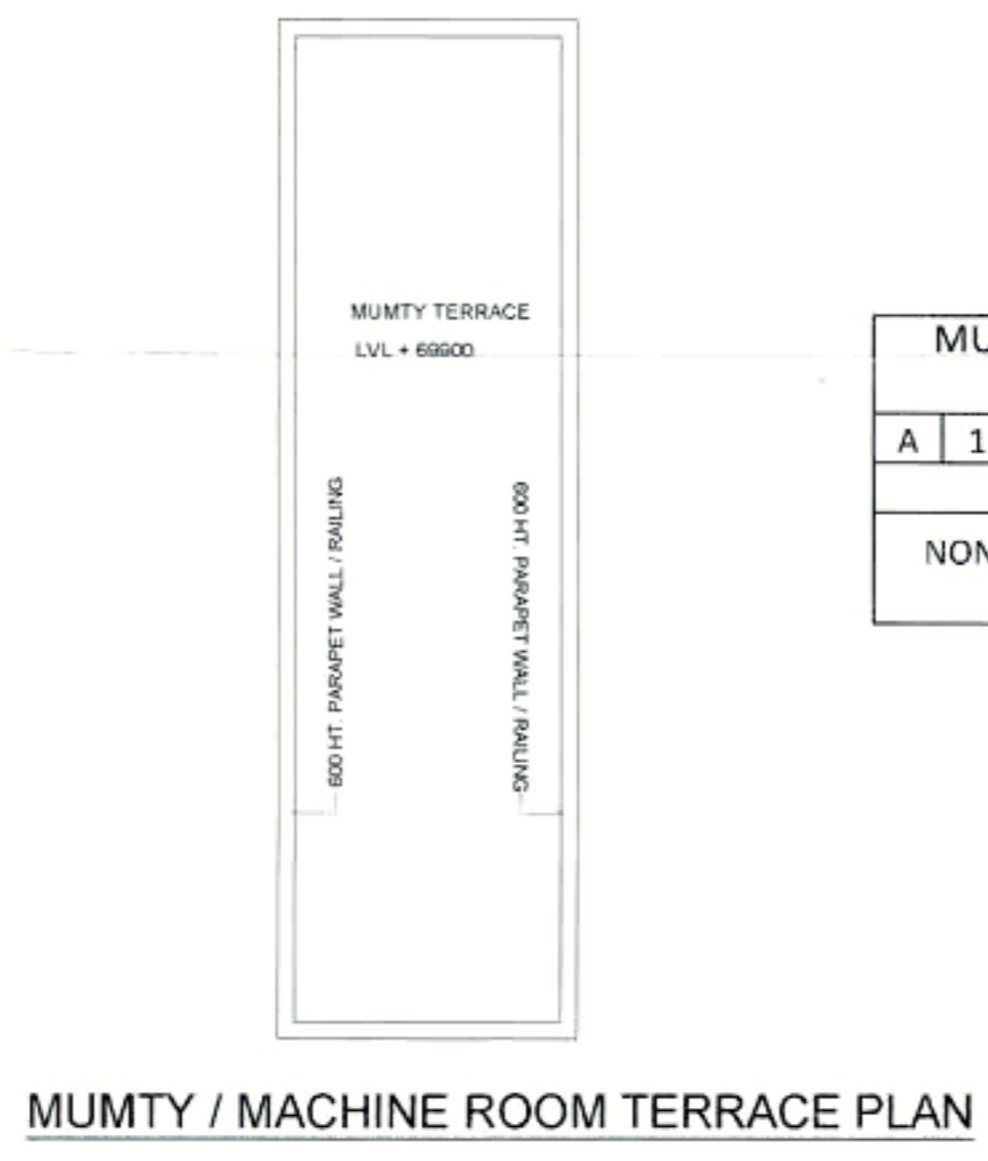 MUMTY TERRACE
LVL + 69900
600 HT. PARAPET WALL / RAILING
600 HT. PARAPET WALL / RAILING
MU
A 1
NON
MUMTY / MACHINE ROOM TERRACE PLAN